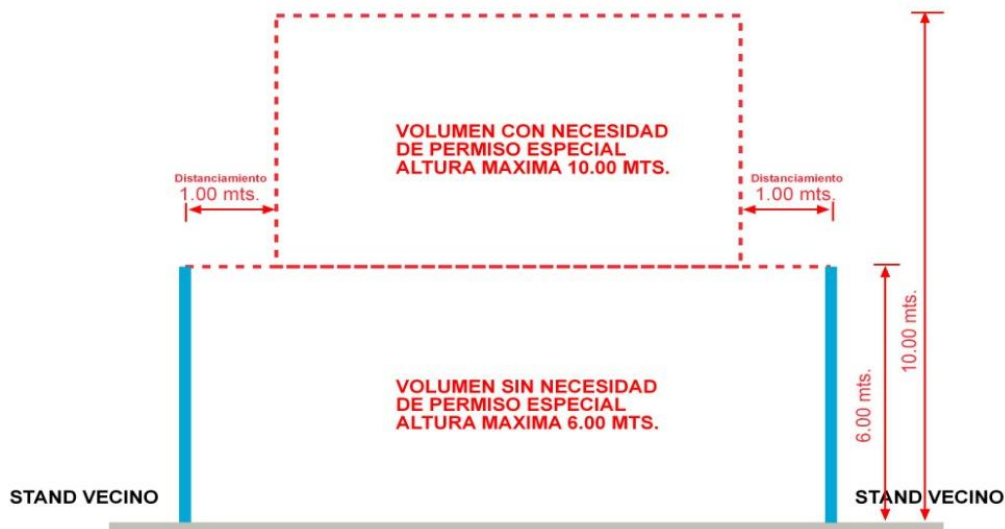 VOLUMEN CON NECESIDAD
DE PERMISO ESPECIAL
ALTURA MAXIMA 10.00 MTS.
Distanciamiento
1.00 mts.
Distanciamiento
1.00 mts.
10.00 mts.
6.00 mts.
VOLUMEN SIN NECESIDAD
DE PERMISO ESPECIAL
ALTURA MAXIMA 6.00 MTS.
STAND VECINO
STAND VECINO